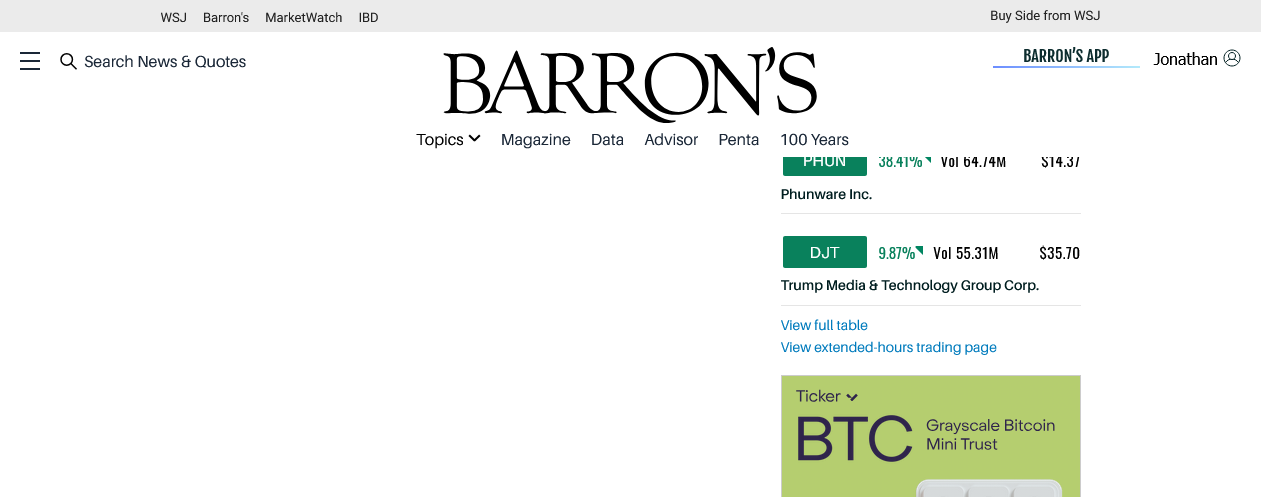 WSJ Barron's MarketWatch IBD
Buy Side from WSJ
Search News & Quotes
BARRON'S
BARRON'S APP
Jonathan
Topics Magazine Data Advisor Penta 100 Years
PHUN 38.41% Vol 64.74M $14.37
Phunware Inc.
DJT 9.87% Vol 55.31M $35.70
Trump Media & Technology Group Corp.
View full table
View extended-hours trading page
Ticker
BTC Grayscale Bitcoin
Mini Trust